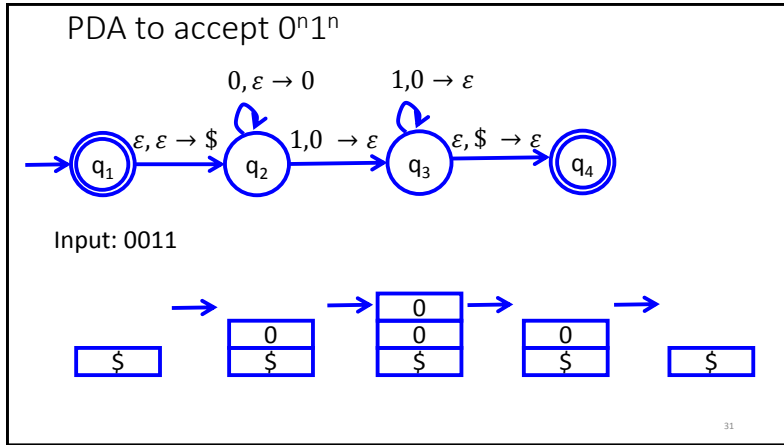 PDA to accept 0ⁿ1ⁿ
0, ε → 0 1,0 → ε
ε, ε → $ 1,0 → ε ε, $ → ε
q₁ q₂ q₃ q₄
Input: 0011
0
0 0 0
$ $ $ $ $
31